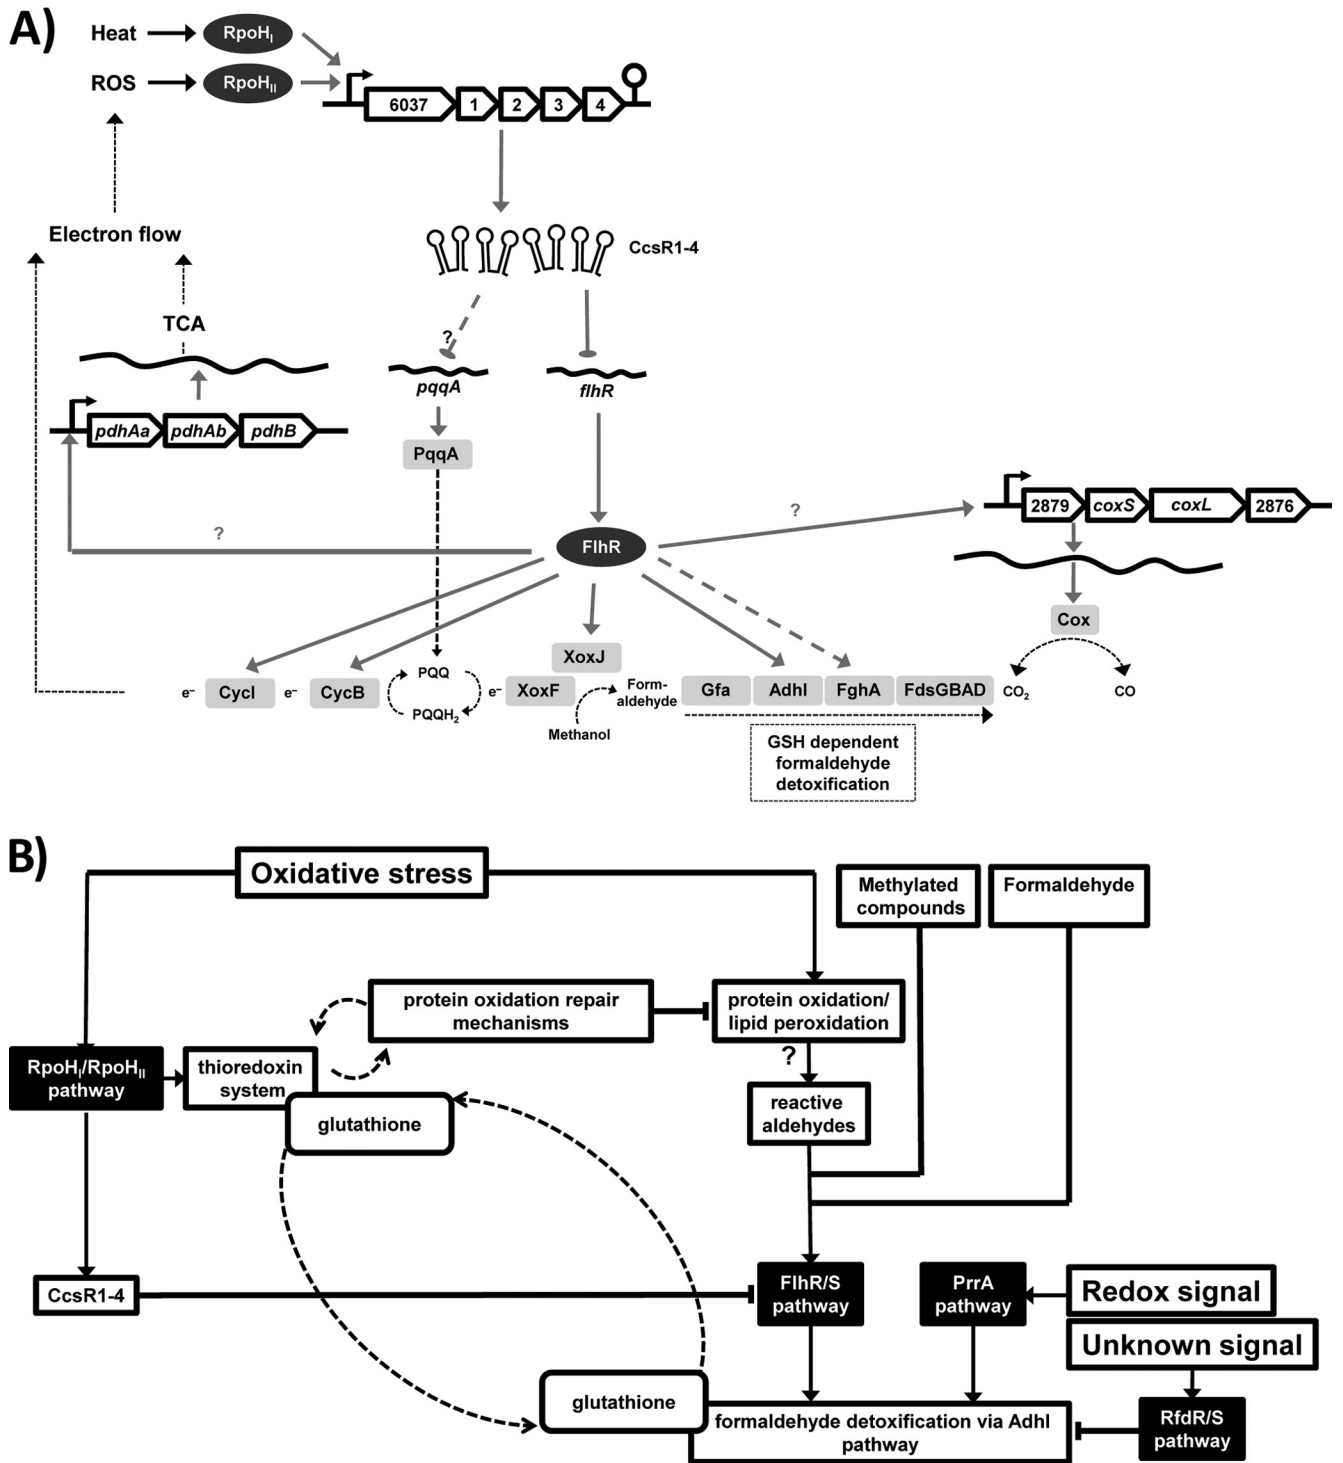 A)
Heat
RpoHI
ROS
RpoHII
6037 1 2 3 4
Electron flow
CcsR1-4
TCA
?
pqqA
flhR
pdhAa pdhAb pdhB
PqqA
2879 coxS coxL 2876
?
?
FlhR
Cox
XoxJ
PQQ
e⁻ CycI e⁻ CycB e⁻ XoxF
Form-
aldehyde
Gfa AdhI FghA FdsGBAD CO₂ CO
PQQH₂
Methanol
GSH dependent
formaldehyde
detoxification
B)
Oxidative stress
Methylated
compounds
Formaldehyde
protein oxidation repair
mechanisms
protein oxidation/
lipid peroxidation
RpoHI/RpoHII
pathway
thioredoxin
system
?
glutathione
reactive
aldehydes
CcsR1-4
FlhR/S
pathway
PrrA
pathway
Redox signal
Unknown signal
glutathione
formaldehyde detoxification via AdhI
pathway
RfdR/S
pathway